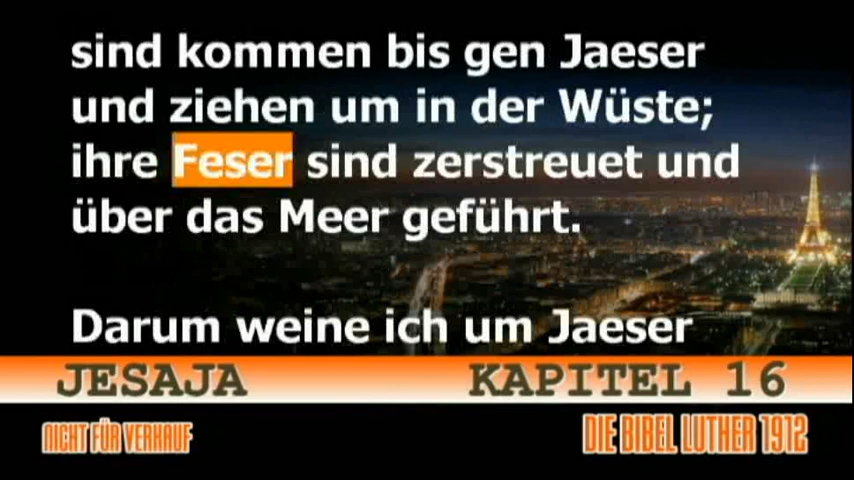 sind kommen bis gen Jaeser
und ziehen um in der Wüste;
ihre Feser sind zerstreuet und
über das Meer geführt.
Darum weine ich um Jaeser
JESAJA KAPITEL 16
NICHT FÜR VERKAUF DIE BIBEL LUTHER 1912